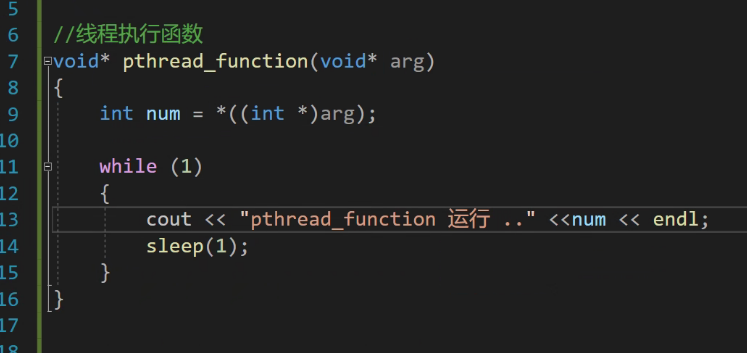 5
6 //线程执行函数
7 void* pthread_function(void* arg)
8 {
9 int num = *((int *)arg);
10
11 while (1)
12 {
13 cout << "pthread_function 运行 .." <<num << endl;
14 sleep(1);
15 }
16 }
17
18